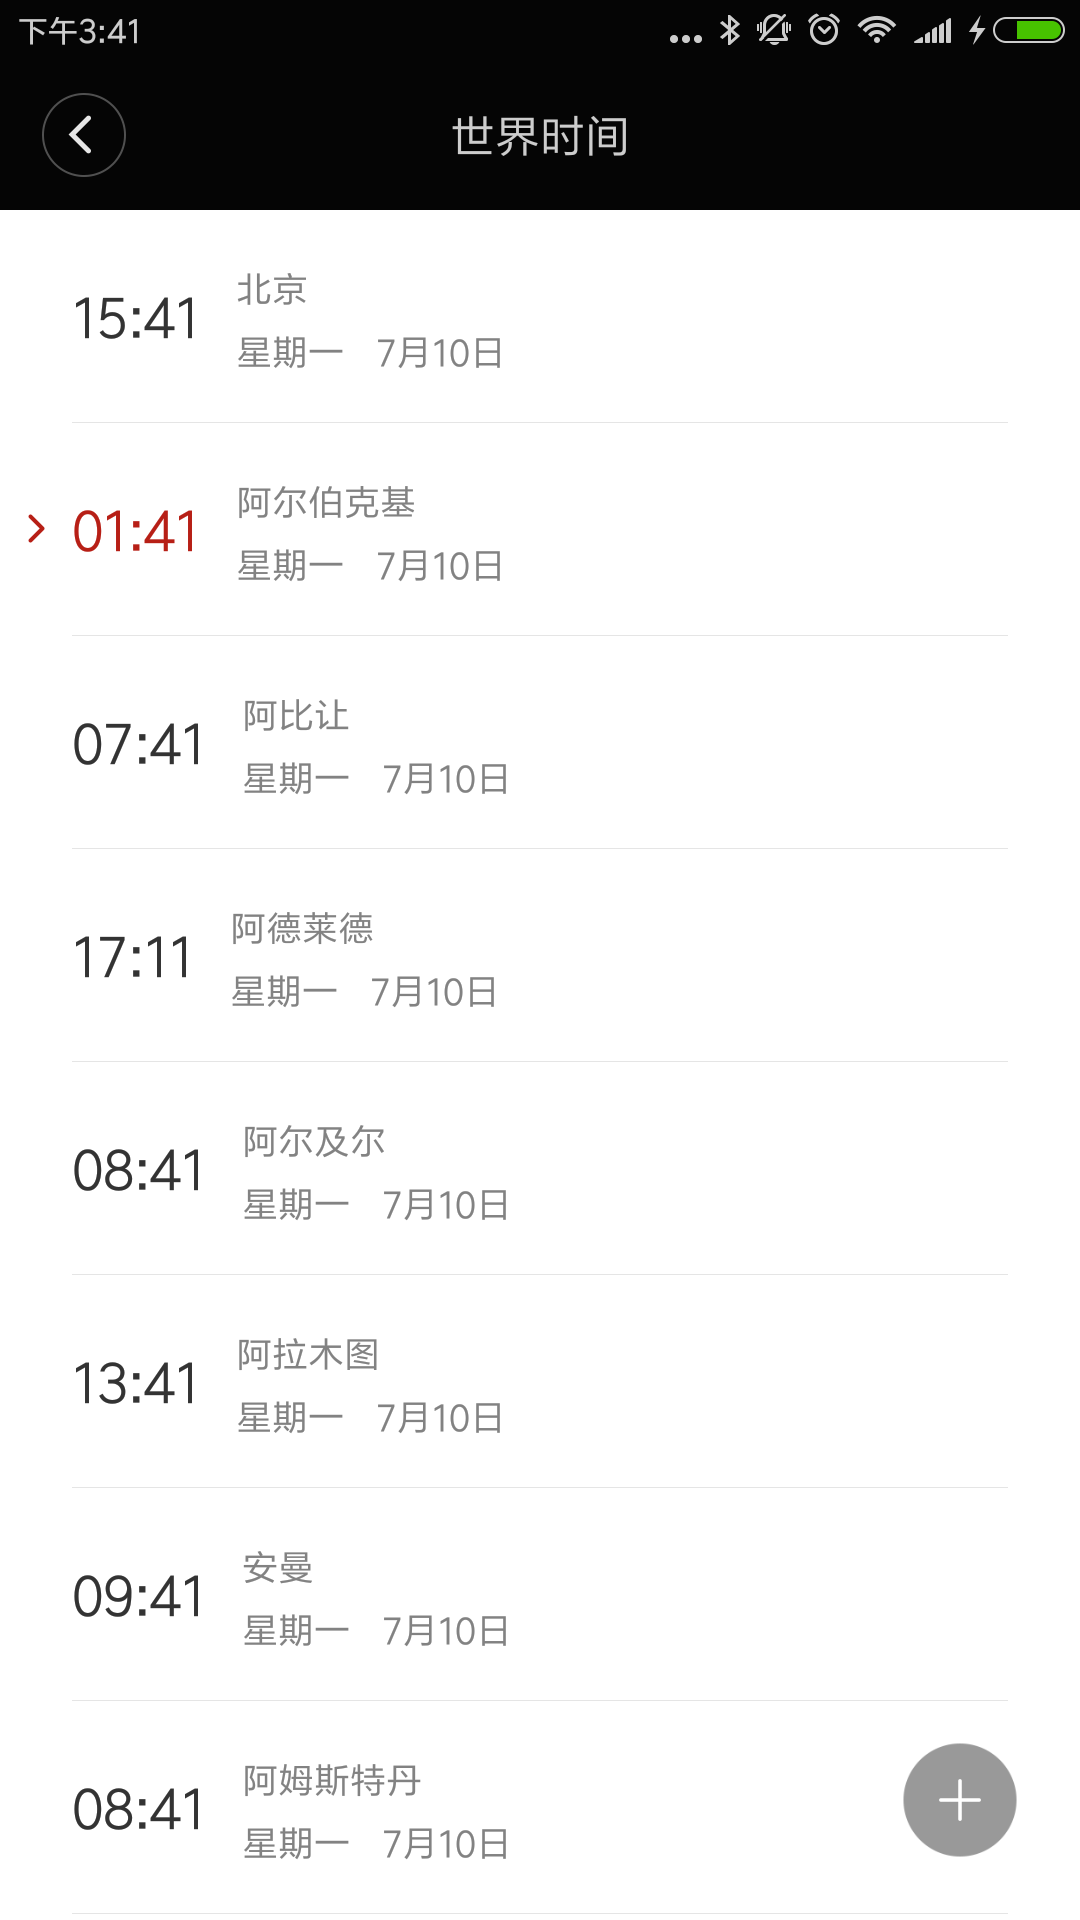 下午3:41
世界时间
15:41
北京
星期一 7月10日
01:41
阿尔伯克基
星期一 7月10日
07:41
阿比让
星期一 7月10日
17:11
阿德莱德
星期一 7月10日
08:41
阿尔及尔
星期一 7月10日
13:41
阿拉木图
星期一 7月10日
09:41
安曼
星期一 7月10日
08:41
阿姆斯特丹
星期一 7月10日